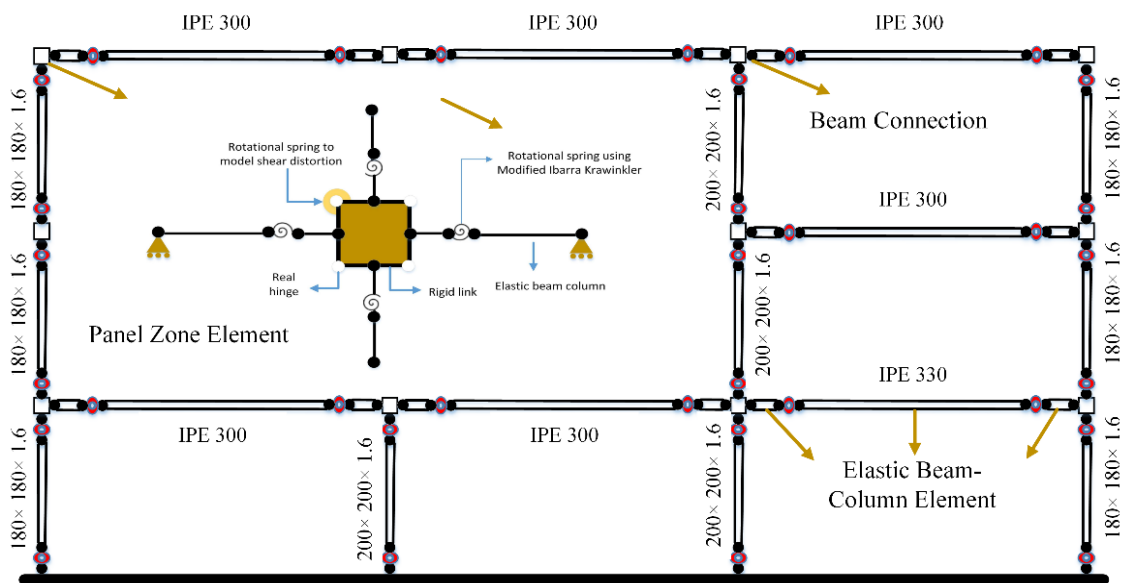 IPE 300
IPE 300
IPE 300
180× 180× 1.6
200× 200× 1.6
180× 180× 1.6
Beam Connection
Rotational spring to
model shear distortion
Rotational spring using
Modified Ibarra Krawinkler
IPE 300
Real
hinge
Rigid link
Elastic beam column
180× 180× 1.6
Panel Zone Element
200× 200× 1.6
180× 180× 1.6
IPE 330
IPE 300
IPE 300
180× 180× 1.6
200× 200× 1.6
200× 200× 1.6
Elastic Beam-
Column Element
180× 180× 1.6